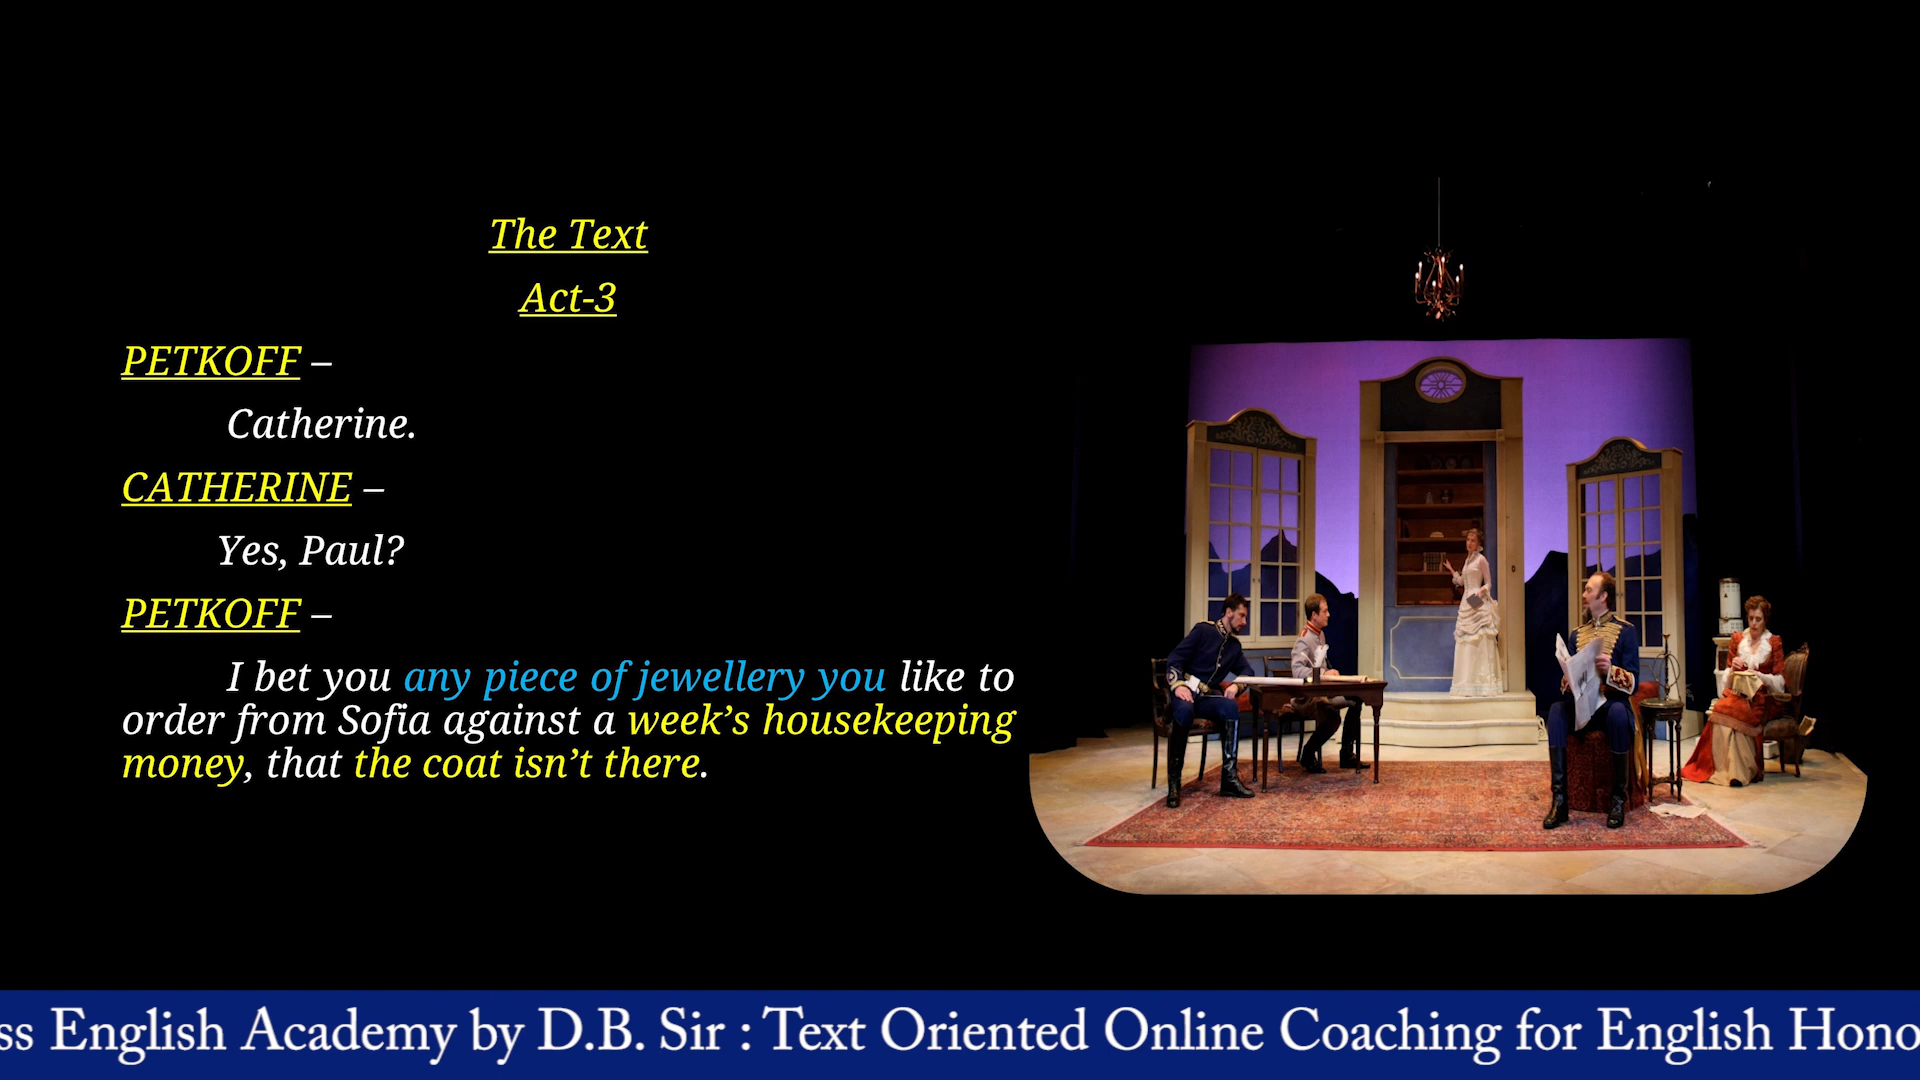 The Text
Act-3
PETKOFF –
Catherine.
CATHERINE –
Yes, Paul?
PETKOFF –
I bet you any piece of jewellery you like to
order from Sofia against a week’s housekeeping
money, that the coat isn’t there.
ss English Academy by D.B. Sir : Text Oriented Online Coaching for English Hono